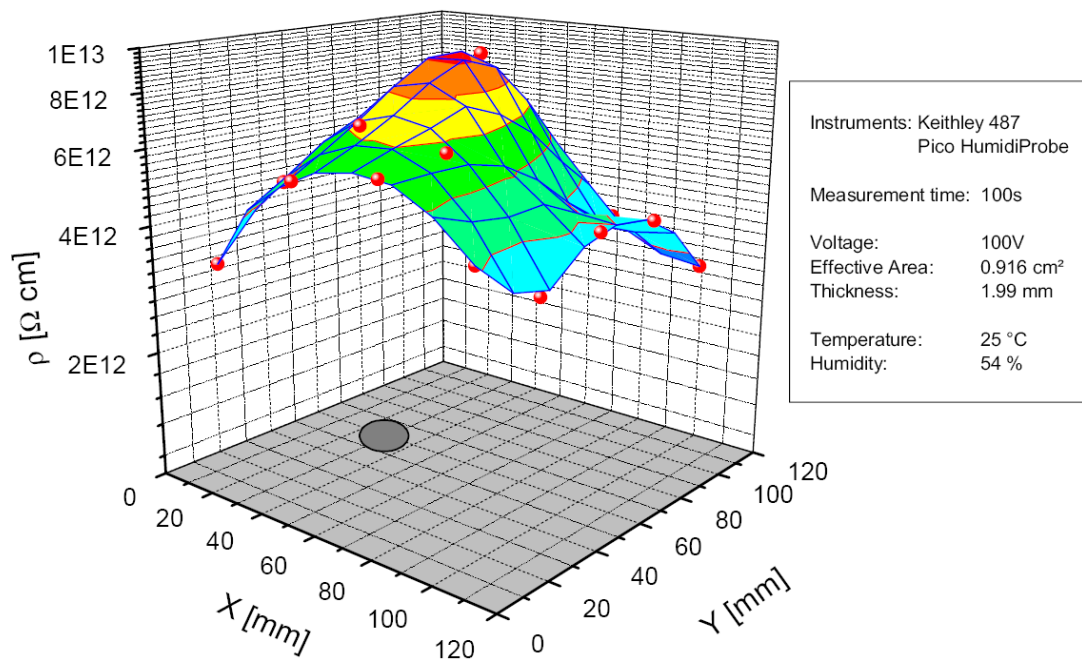 1E13
8E12
6E12
4E12
2E12
ρ [Ω cm]
0
20
40
60
80
100
120
X [mm]
0
20
40
60
80
100
120
Y [mm]
Instruments: Keithley 487
Pico HumidiProbe
Measurement time: 100s
Voltage: 100V
Effective Area: 0.916 cm²
Thickness: 1.99 mm
Temperature: 25 °C
Humidity: 54 %